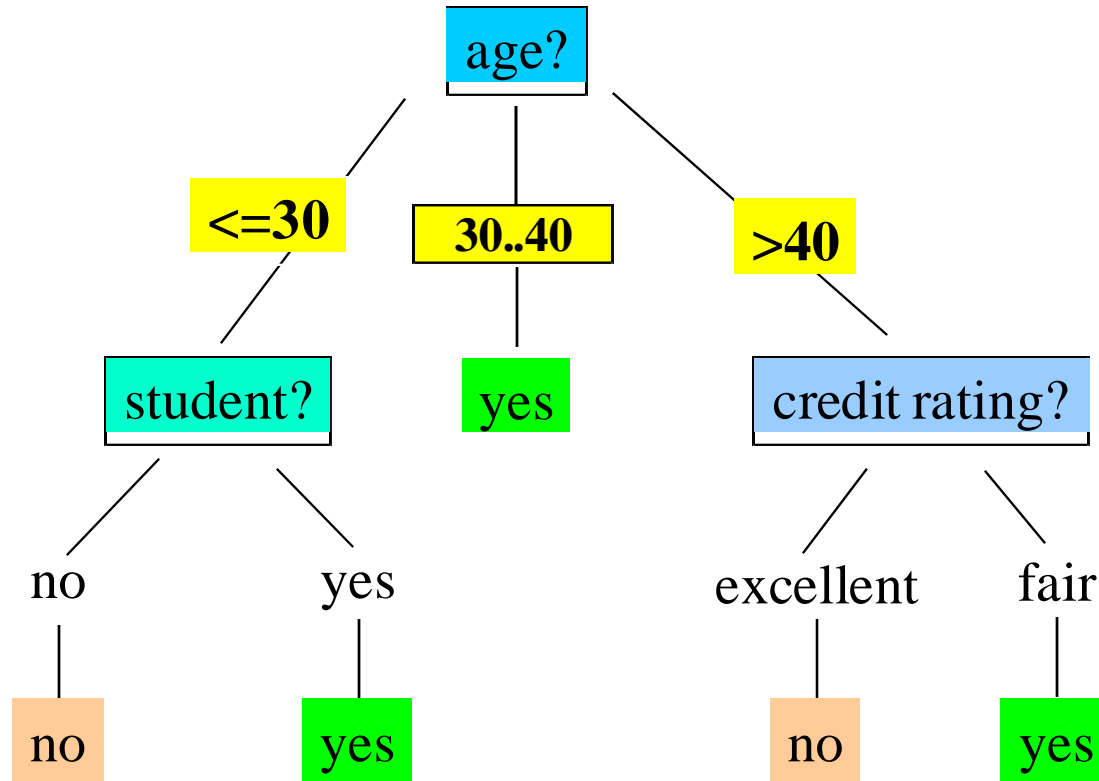 age?
<=30
30..40
>40
student?
yes
credit rating?
no
yes
excellent
fair
no
yes
no
yes